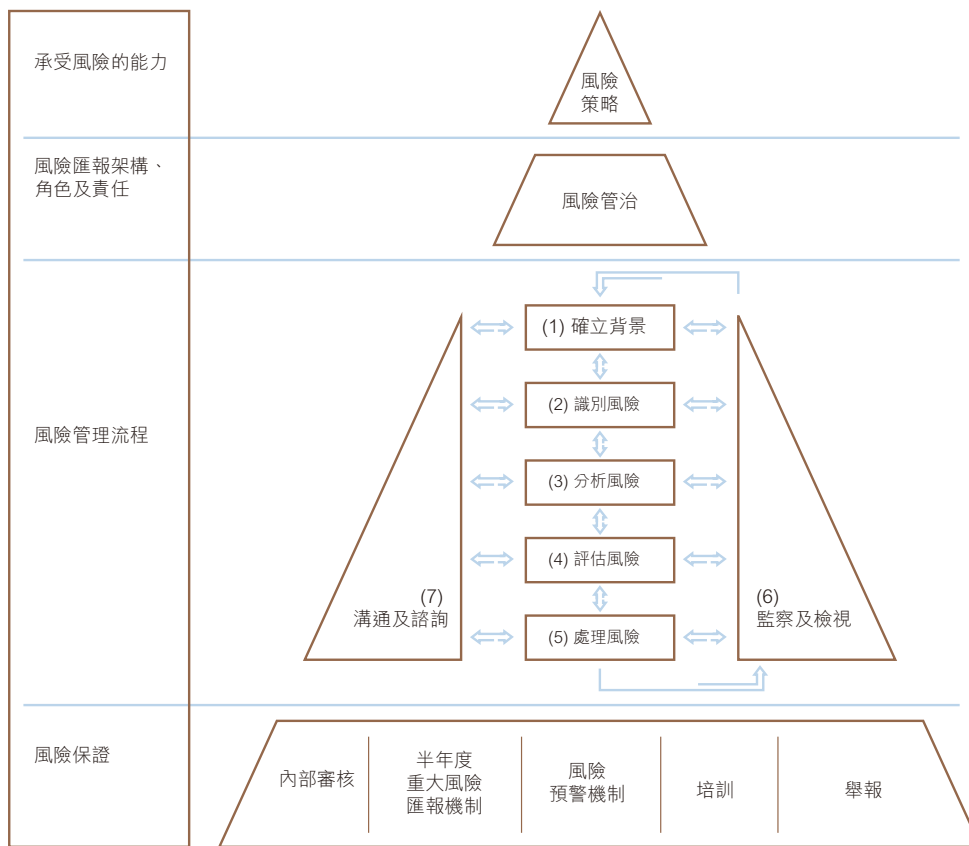 承受風險的能力
風險
策略
風險匯報架構、
角色及責任
風險管治
風險管理流程
(1) 確立背景
(2) 識別風險
(3) 分析風險
(4) 評估風險
(5) 處理風險
(7)
溝通及諮詢
(6)
監察及檢視
風險保證
內部審核
半年度
重大風險
匯報機制
風險
預警機制
培訓
舉報